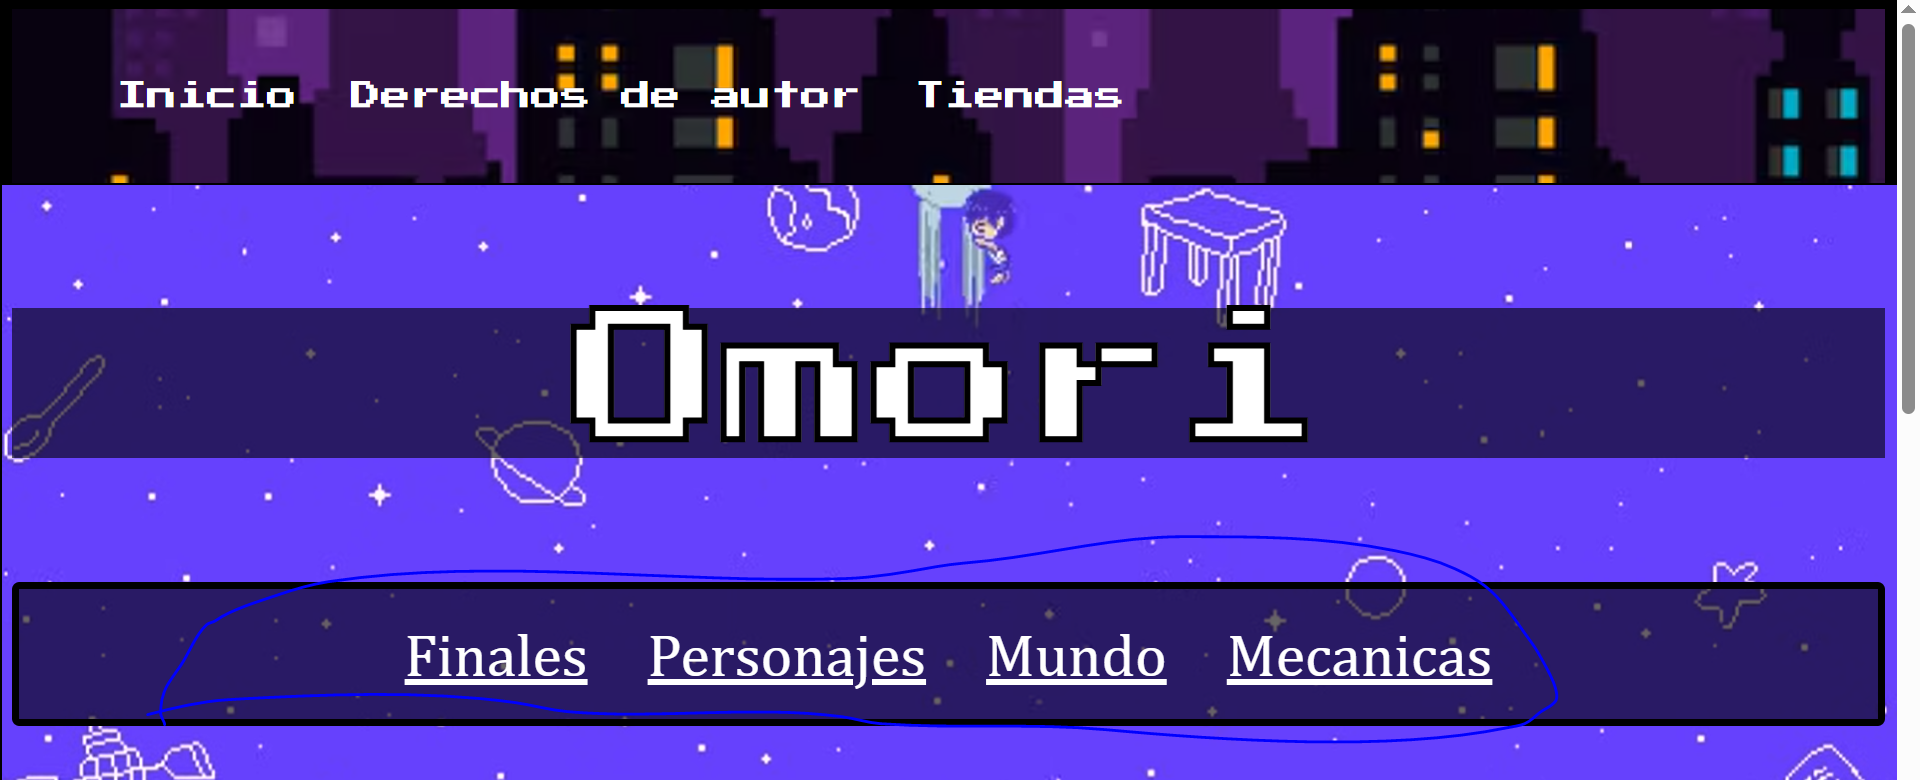 Inicio Derechos de autor Tiendas
Omori
Finales Personajes Mundo Mecanicas